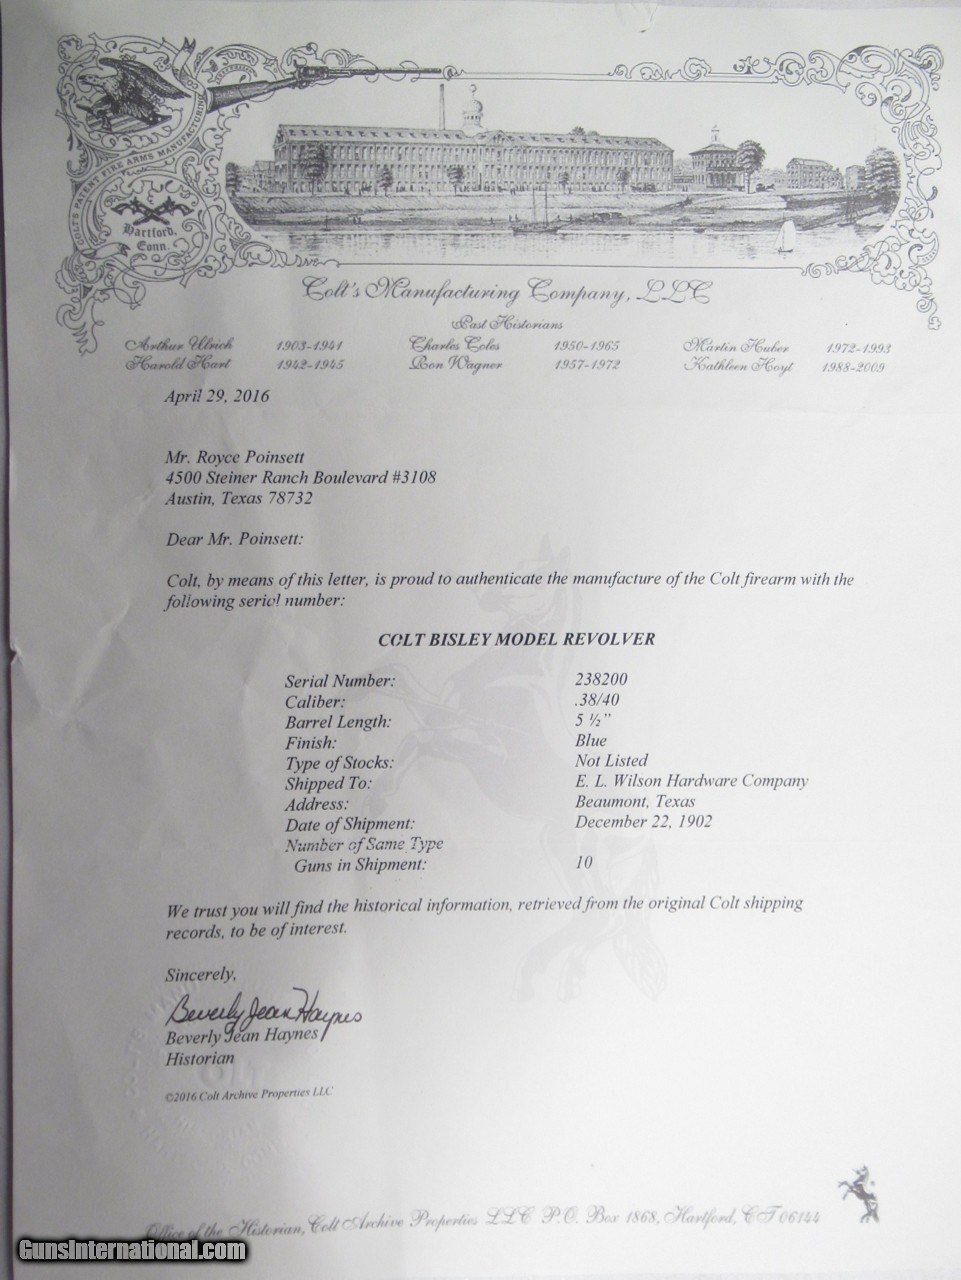 COLT'S PATENT FIRE ARMS MANUFACTURING
Hartford,
Conn.
Colt's Manufacturing Company, LLC
Past Historians
Arthur Ulrich 1903-1941 Charles Coles 1950-1965 Martin Huber 1972-1993
Harold Hart 1942-1945 Ron Wagner 1957-1972 Kathleen Hoyt 1988-2009
April 29, 2016
Mr. Royce Poinsett
4500 Steiner Ranch Boulevard #3108
Austin, Texas 78732
Dear Mr. Poinsett:
Colt, by means of this letter, is proud to authenticate the manufacture of the Colt firearm with the
following serial number:
COLT BISLEY MODEL REVOLVER
Serial Number: 238200
Caliber: .38/40
Barrel Length: 5 ½"
Finish: Blue
Type of Stocks: Not Listed
Shipped To: E. L. Wilson Hardware Company
Address: Beaumont, Texas
Date of Shipment: December 22, 1902
Number of Same Type
Guns in Shipment: 10
We trust you will find the historical information, retrieved from the original Colt shipping
records, to be of interest.
Sincerely,
Beverly Jean Haynes
Beverly Jean Haynes
Historian
©2016 Colt Archive Properties LLC
Office of the Historian, Colt Archive Properties LLC P.O. Box 1868, Hartford, CT 06144
GunsInternational.com